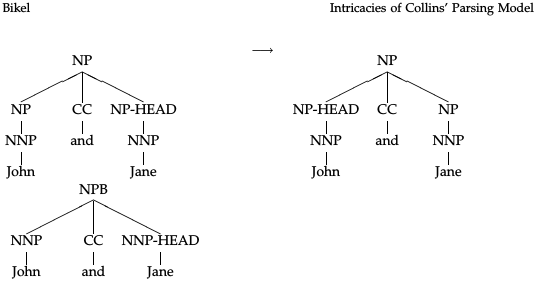 Bikel Intricacies of Collins' Parsing Model
⟶
NP NP
NP CC NP-HEAD NP-HEAD CC NP
NNP and NNP NNP and NNP
John Jane John Jane
NPB
NNP CC NNP-HEAD
John and Jane